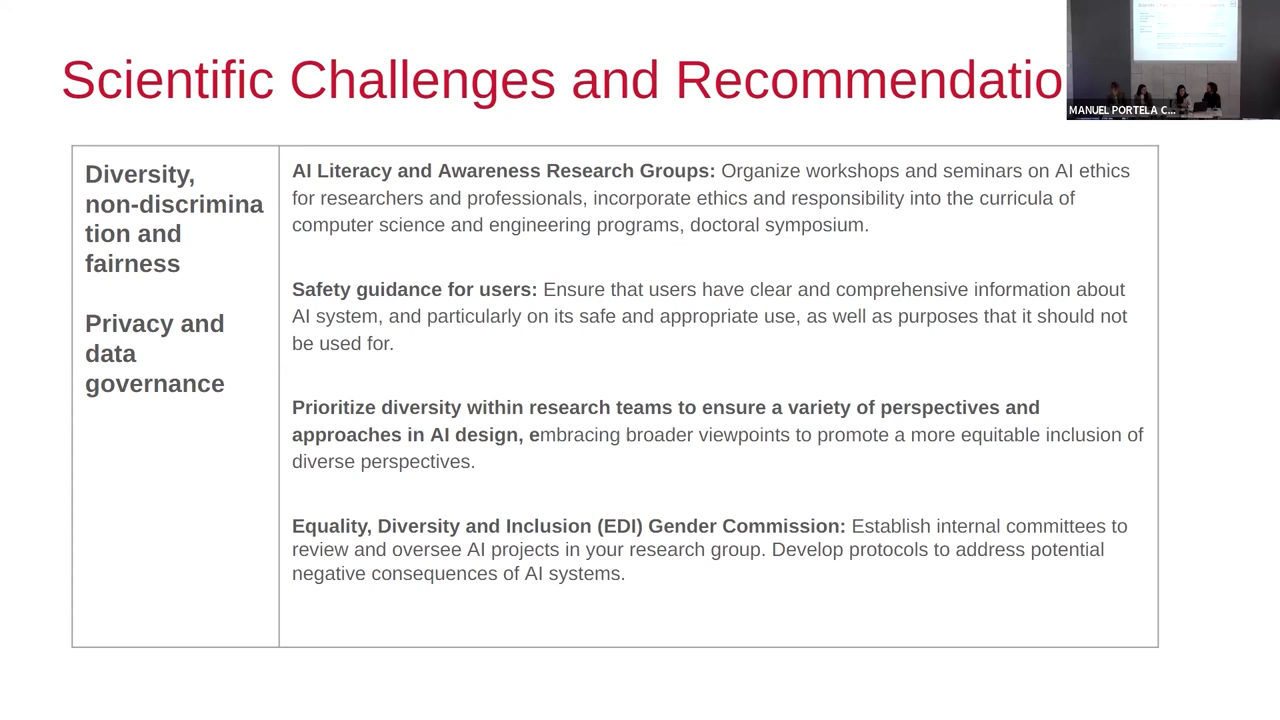 Scientific Challenges and Recommendatio
MANUEL PORTELA C...
Diversity,
non-discrimina
tion and
fairness
Privacy and
data
governance
AI Literacy and Awareness Research Groups: Organize workshops and seminars on AI ethics
for researchers and professionals, incorporate ethics and responsibility into the curricula of
computer science and engineering programs, doctoral symposium.
Safety guidance for users: Ensure that users have clear and comprehensive information about
AI system, and particularly on its safe and appropriate use, as well as purposes that it should not
be used for.
Prioritize diversity within research teams to ensure a variety of perspectives and
approaches in AI design, embracing broader viewpoints to promote a more equitable inclusion of
diverse perspectives.
Equality, Diversity and Inclusion (EDI) Gender Commission: Establish internal committees to
review and oversee AI projects in your research group. Develop protocols to address potential
negative consequences of AI systems.